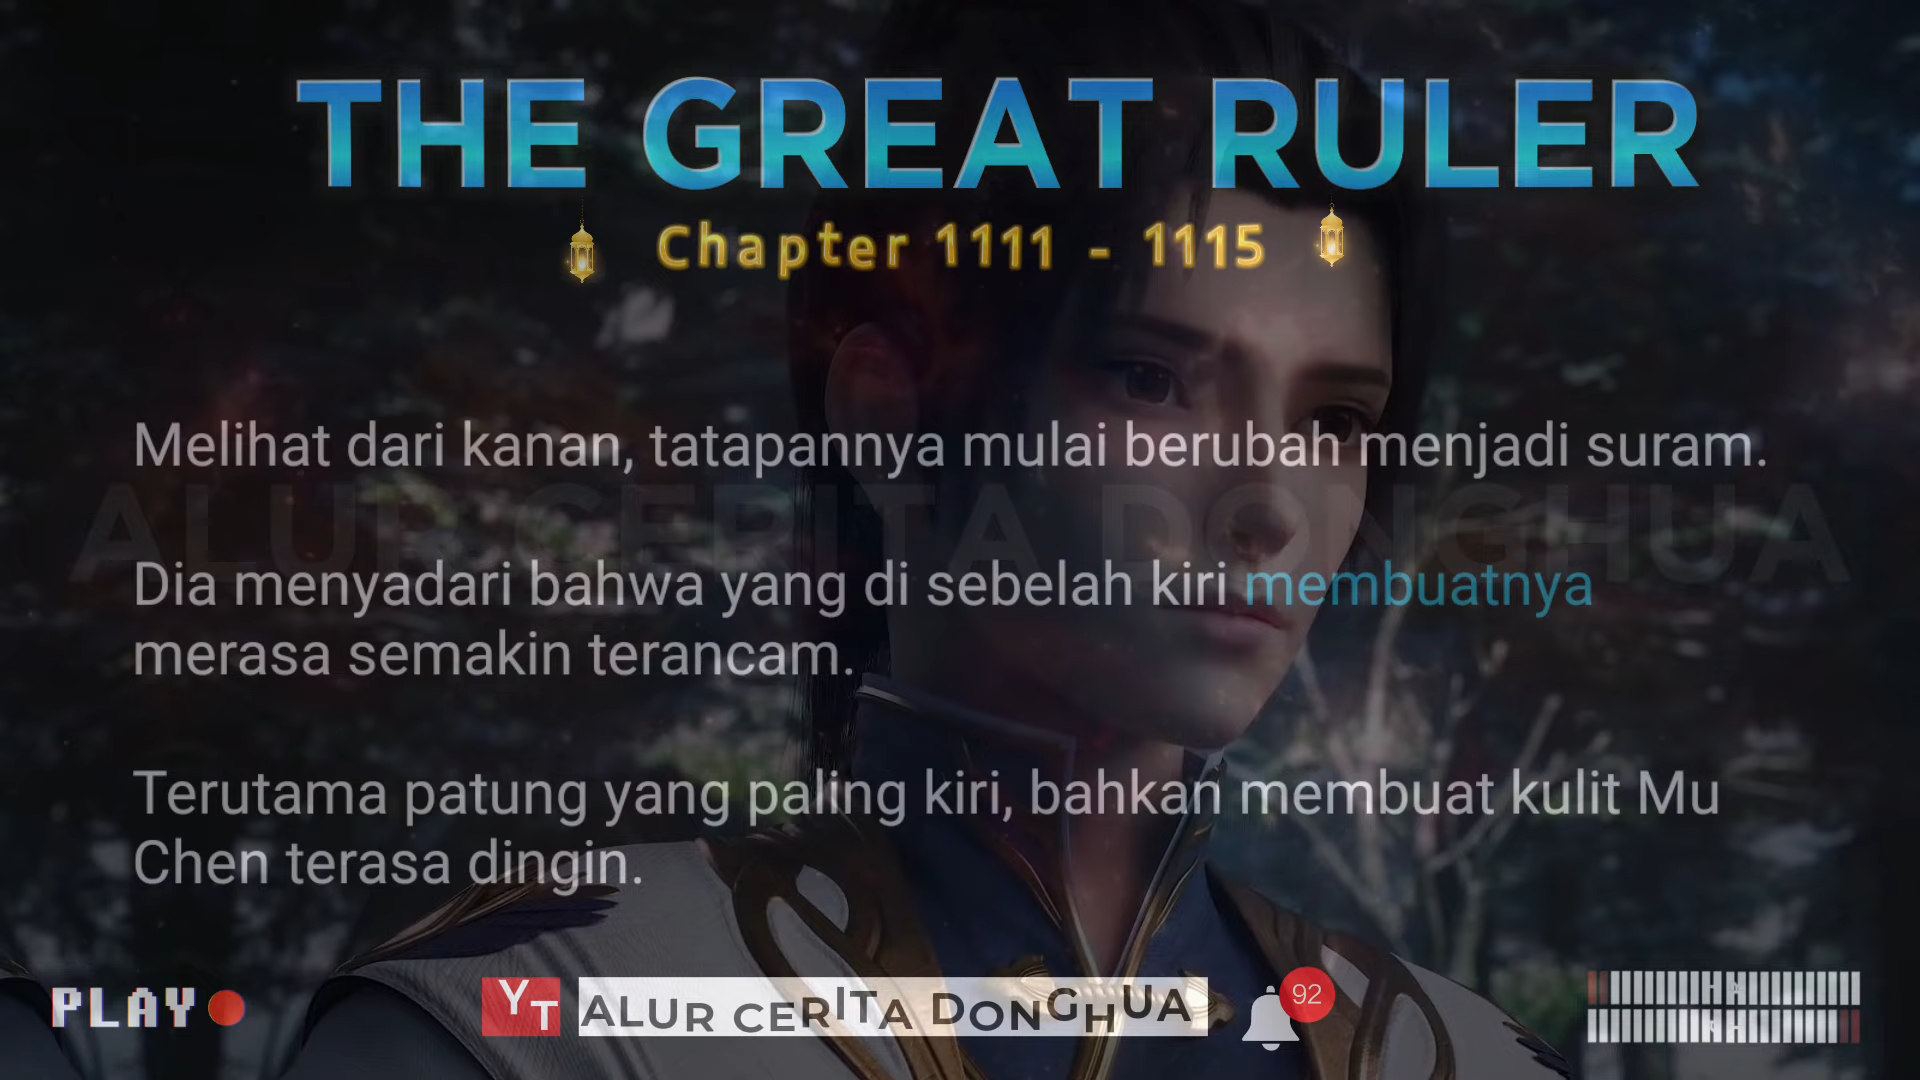 THE GREAT RULER
Chapter 1111 - 1115
Melihat dari kanan, tatapannya mulai berubah menjadi suram.
ALUR CERITA DONGHUA
Dia menyadari bahwa yang di sebelah kiri membuatnya
merasa semakin terancam.
Terutama patung yang paling kiri, bahkan membuat kulit Mu
Chen terasa dingin.
PLAY
YT ALUR CERITA DONGHUA
92